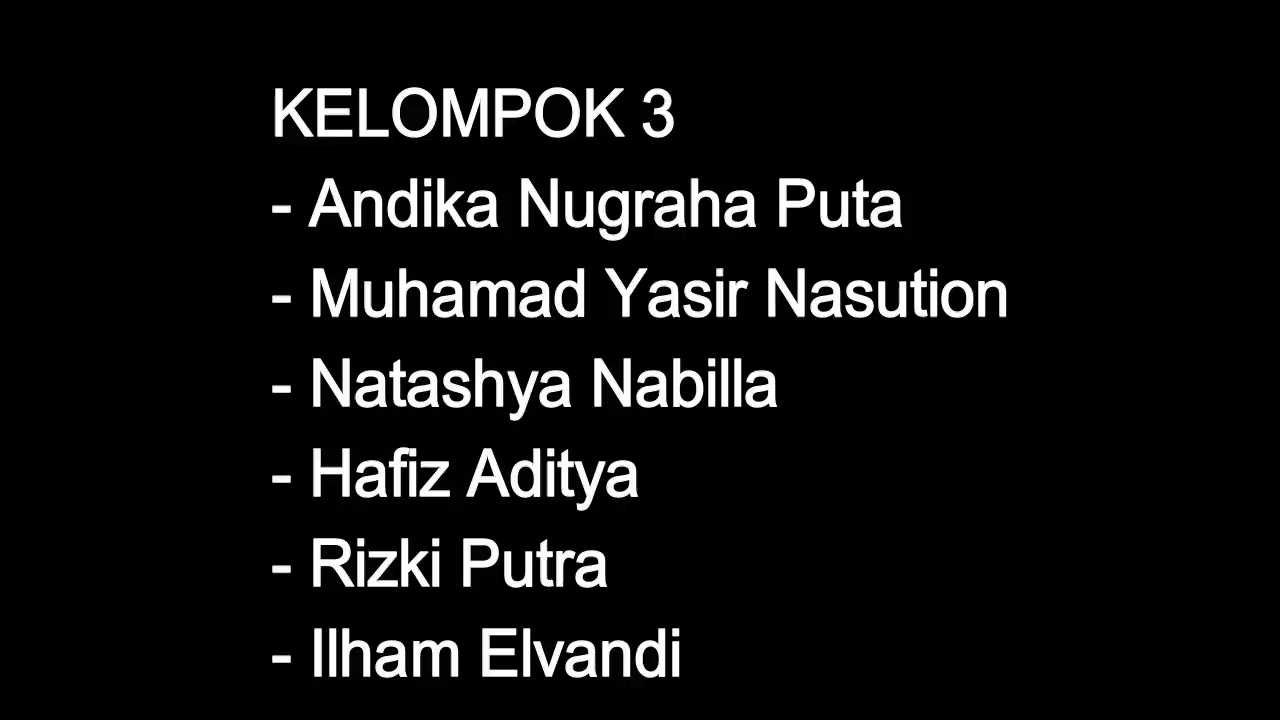 KELOMPOK 3
- Andika Nugraha Puta
- Muhamad Yasir Nasution
- Natashya Nabilla
- Hafiz Aditya
- Rizki Putra
- Ilham Elvandi